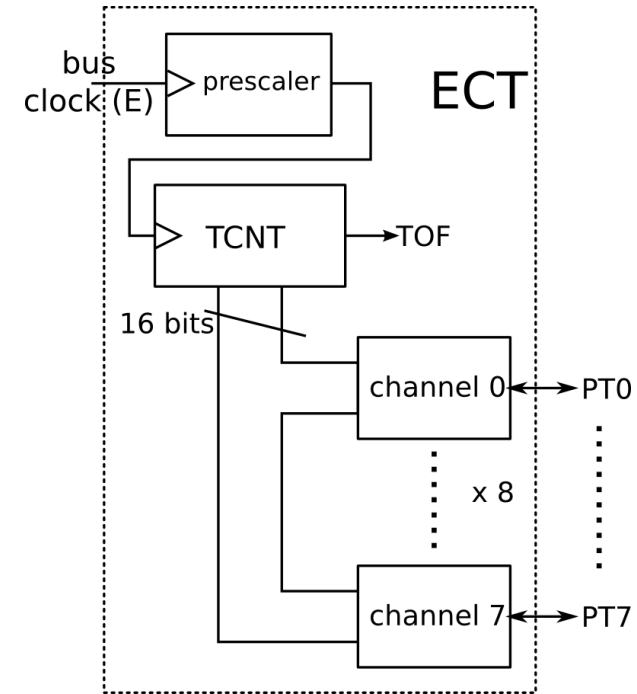 bus
clock (E)
prescaler
ECT
TCNT
TOF
16 bits
channel 0
PT0
x 8
channel 7
PT7